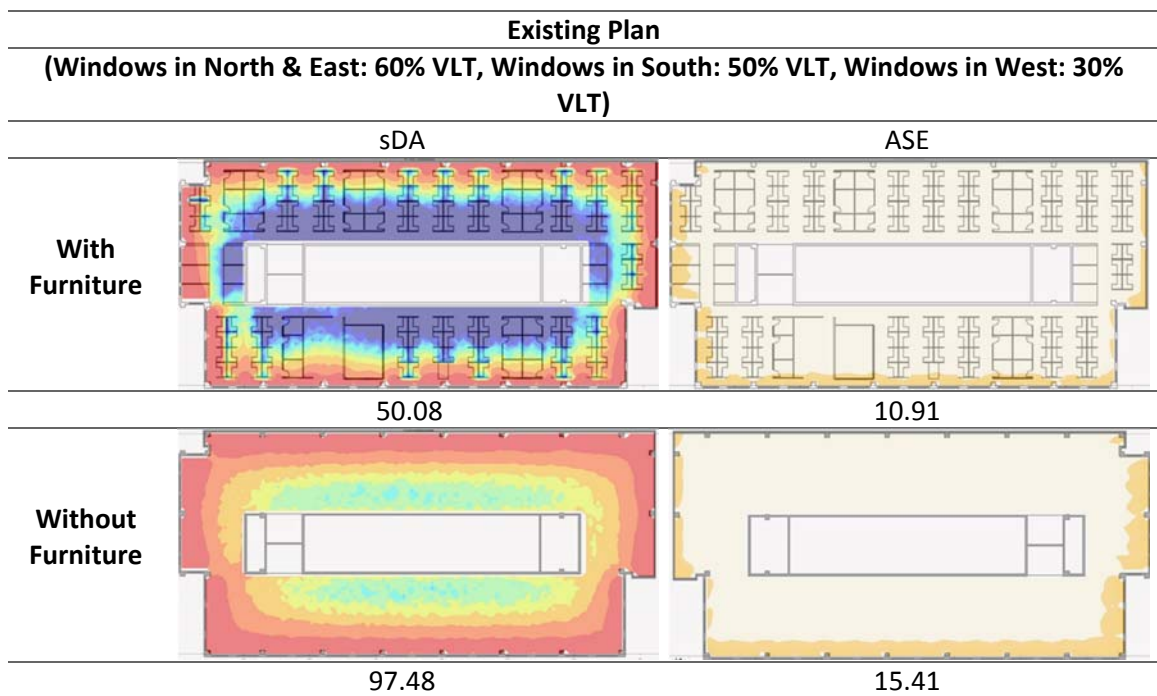 Existing Plan
(Windows in North & East: 60% VLT, Windows in South: 50% VLT, Windows in West: 30%
VLT)
sDA ASE
With
Furniture
50.08 10.91
Without
Furniture
97.48 15.41